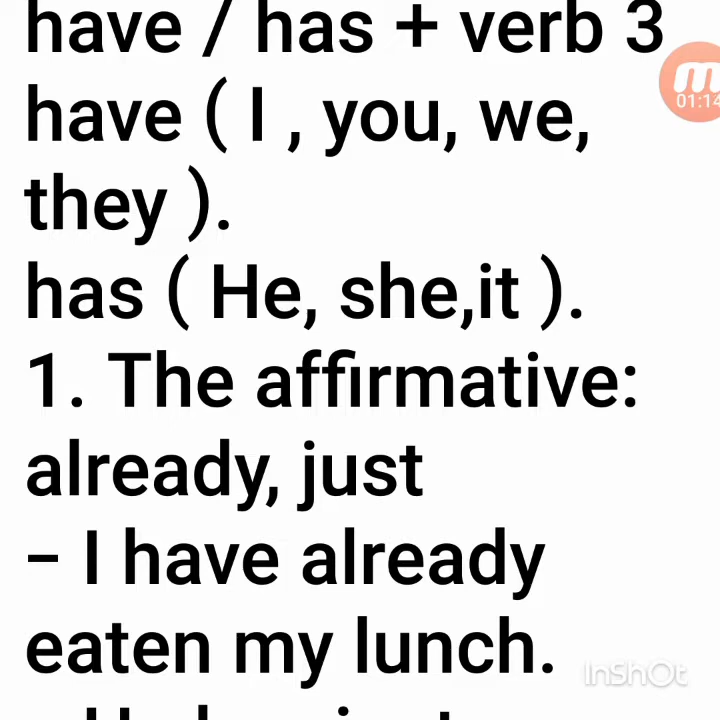 have / has + verb 3
have ( I , you, we,
they ).
has ( He, she,it ).
1. The affirmative:
already, just
– I have already
eaten my lunch.
01:14
InShOt